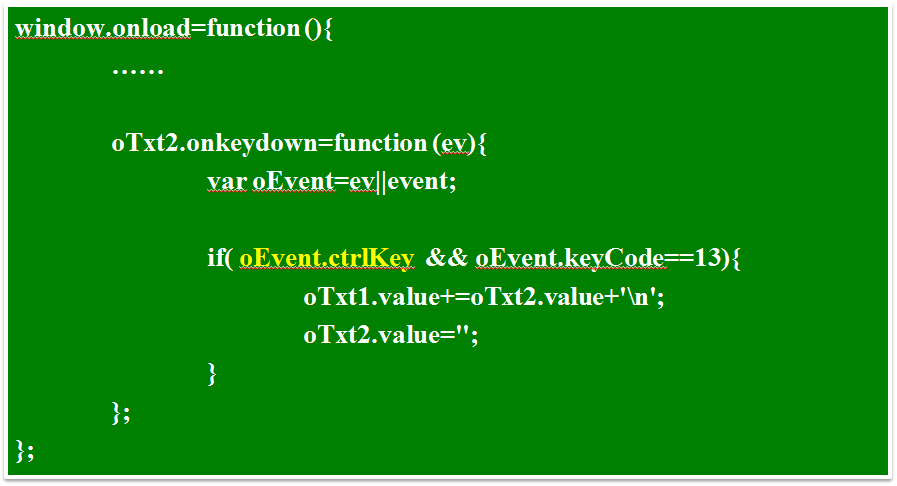 window.onload=function (){
……
oTxt2.onkeydown=function (ev){
var oEvent=ev||event;
if( oEvent.ctrlKey && oEvent.keyCode==13){
oTxt1.value+=oTxt2.value+'\n';
oTxt2.value='';
}
};
};